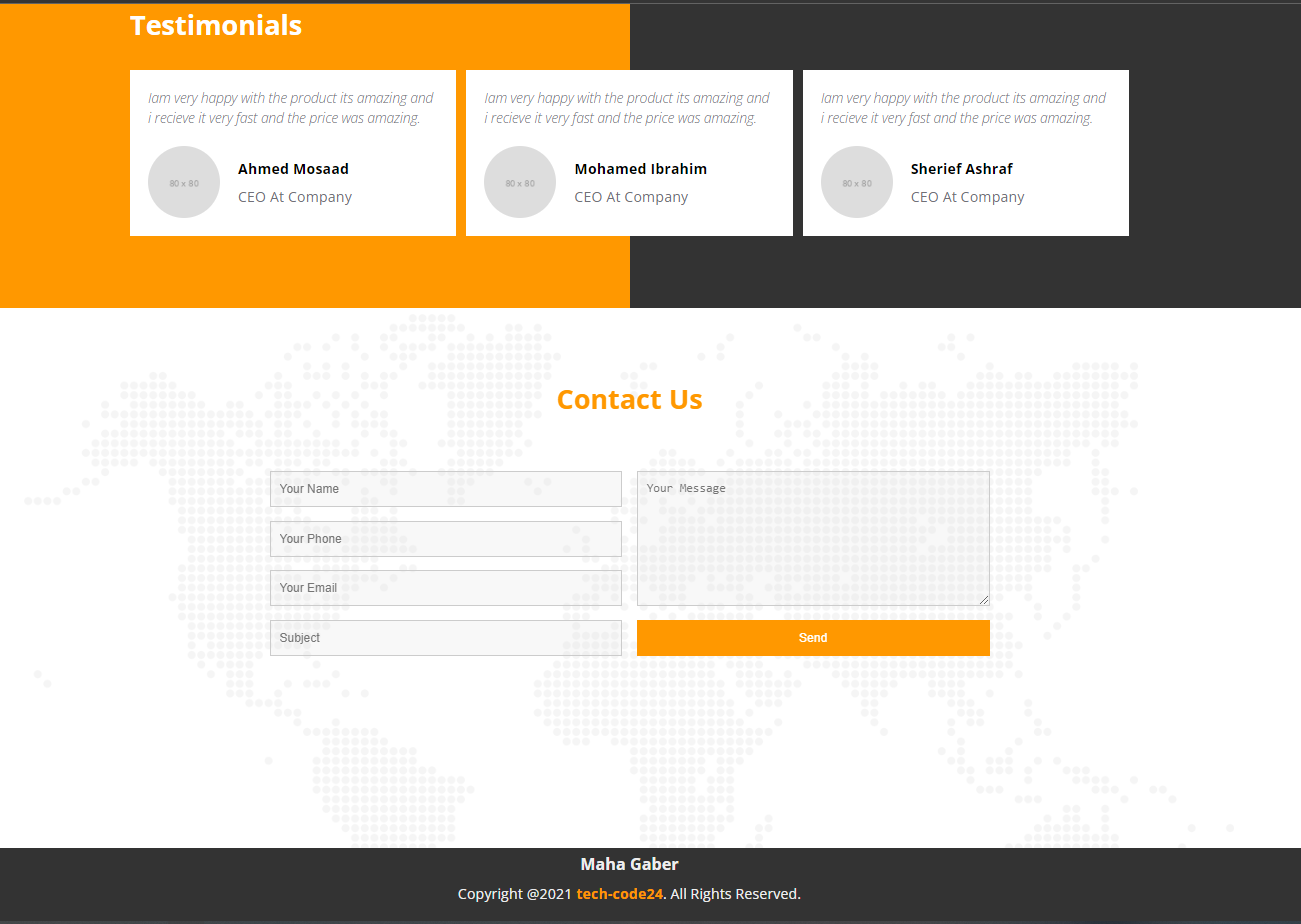 Testimonials
Iam very happy with the product its amazing and
i recieve it very fast and the price was amazing.
80 x 80
Ahmed Mosaad
CEO At Company
Iam very happy with the product its amazing and
i recieve it very fast and the price was amazing.
80 x 80
Mohamed Ibrahim
CEO At Company
Iam very happy with the product its amazing and
i recieve it very fast and the price was amazing.
80 x 80
Sherief Ashraf
CEO At Company
Contact Us
Your Name
Your Phone
Your Email
Subject
Your Message
Send
Maha Gaber
Copyright @2021 tech-code24. All Rights Reserved.